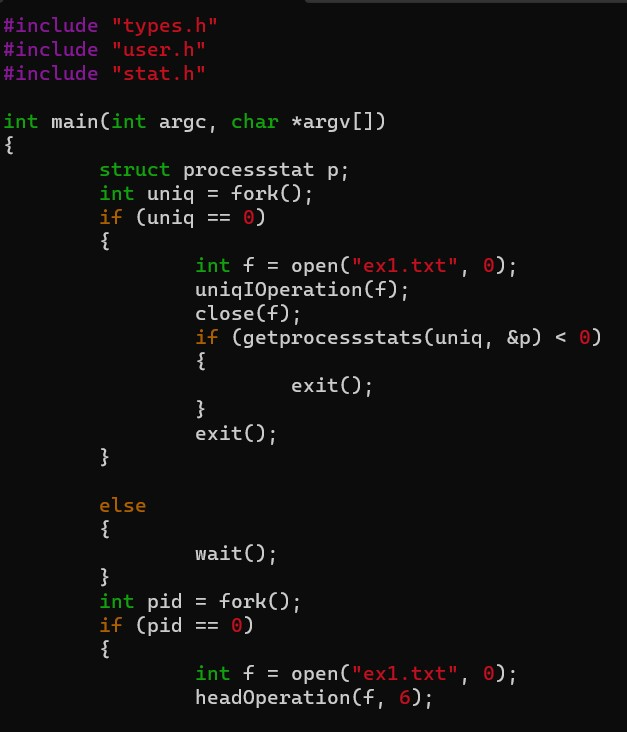 #include "types.h"
#include "user.h"
#include "stat.h"

int main(int argc, char *argv[])
{
        struct processstat p;
        int uniq = fork();
        if (uniq == 0)
        {
                int f = open("ex1.txt", 0);
                uniqIOperation(f);
                close(f);
                if (getprocessstats(uniq, &p) < 0)
                {
                        exit();
                }
                exit();
        }

        else
        {
                wait();
        }
        int pid = fork();
        if (pid == 0)
        {
                int f = open("ex1.txt", 0);
                headOperation(f, 6);